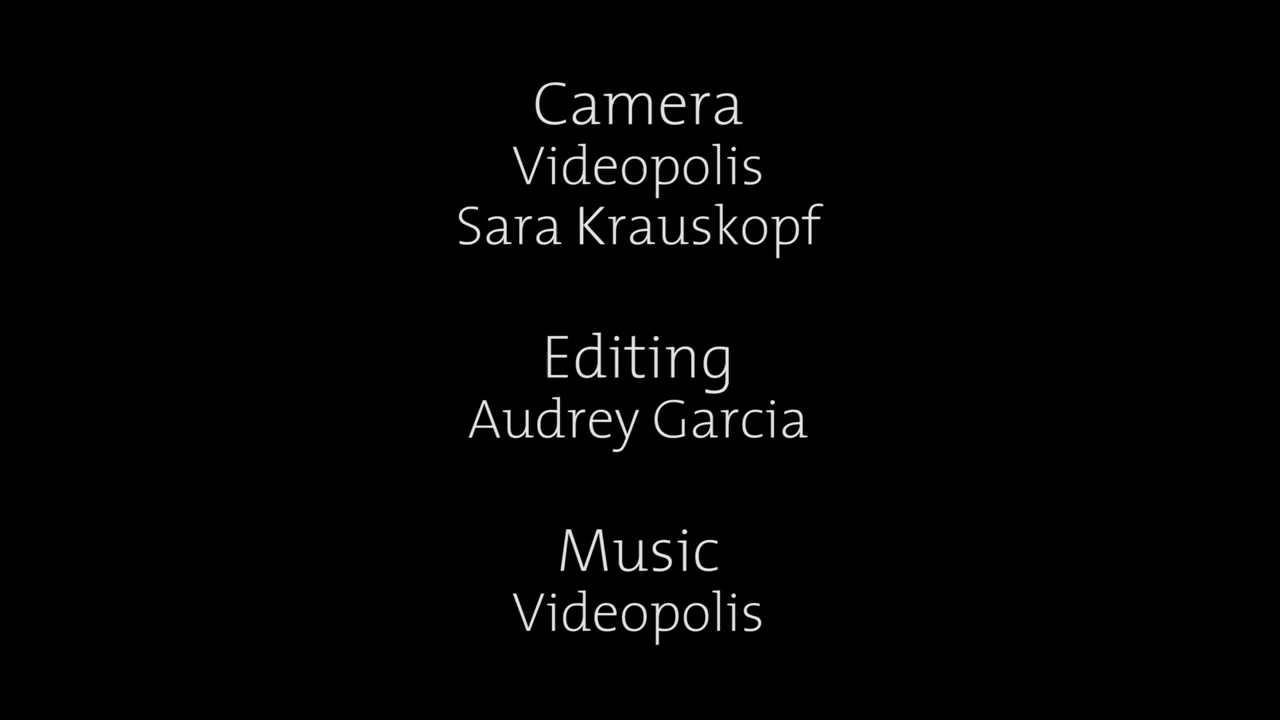 Camera
Videopolis
Sara Krauskopf
Editing
Audrey Garcia
Music
Videopolis